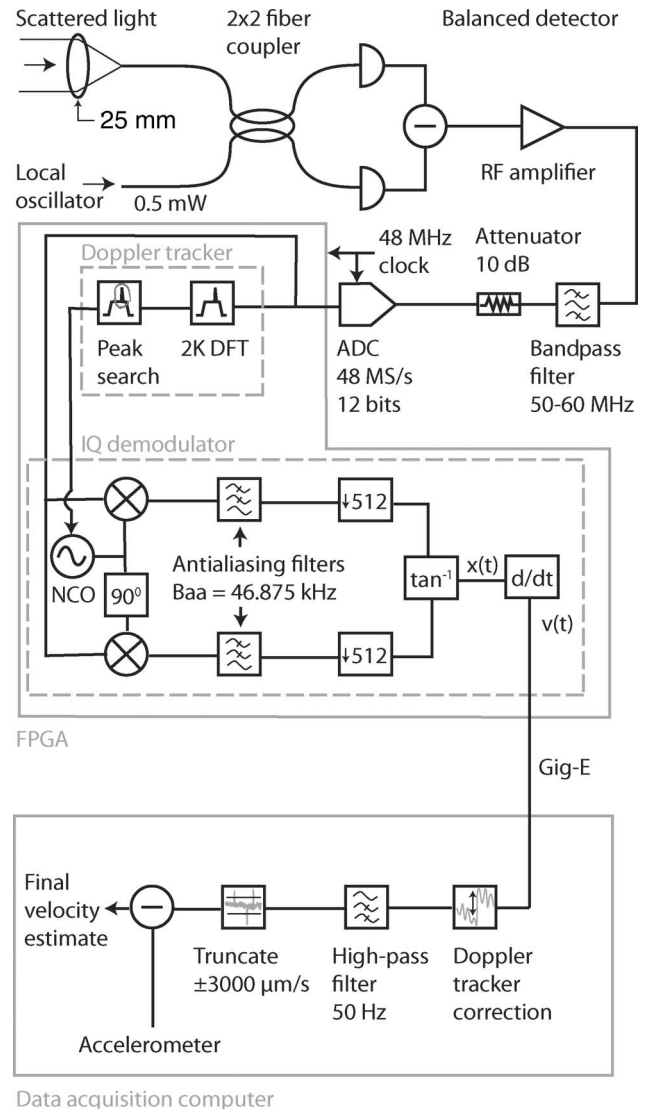 Scattered light
2x2 fiber
coupler
Balanced detector
25 mm
Local
oscillator
0.5 mW
RF amplifier
Doppler tracker
48 MHz
clock
Attenuator
10 dB
Peak
search
2K DFT
ADC
48 MS/s
12 bits
Bandpass
filter
50-60 MHz
IQ demodulator
↓512
Antialiasing filters
Baa = 46.875 kHz
NCO
90⁰
tan⁻¹
x(t)
d/dt
v(t)
↓512
FPGA
Gig-E
Final
velocity
estimate
Truncate
±3000 µm/s
High-pass
filter
50 Hz
Doppler
tracker
correction
Accelerometer
Data acquisition computer